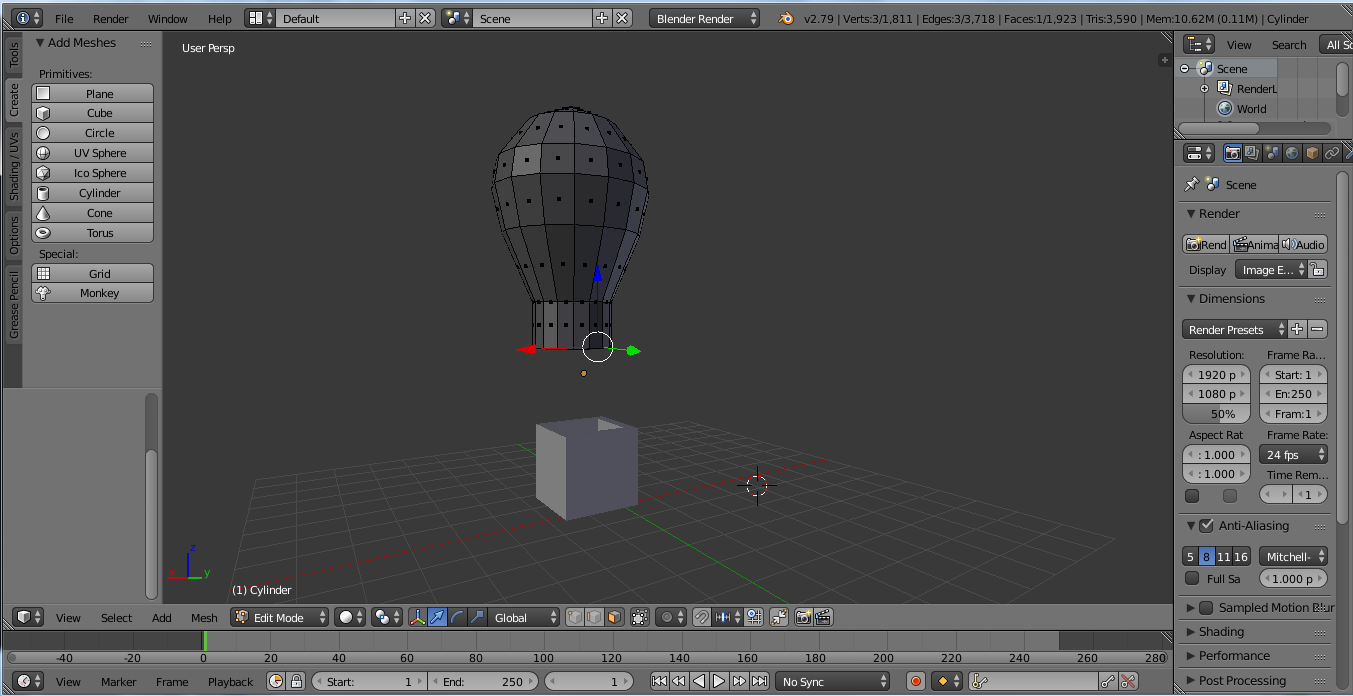 File Render Window Help Default Scene Blender Render v2.79 | Verts:3/1,811 | Edges:3/3,718 | Faces:1/1,923 | Tris:3,590 | Mem:10.62M (0.11M) | Cylinder
Tools
Create
Shading / UVs
Options
Grease Pencil
Add Meshes
Primitives:
Plane
Cube
Circle
UV Sphere
Ico Sphere
Cylinder
Cone
Torus
Special:
Grid
Monkey
User Persp
z
x y
(1) Cylinder
View Select Add Mesh Edit Mode Global
-40 -20 0 20 40 60 80 100 120 140 160 180 200 220 240 260 280
View Marker Frame Playback Start: 1 End: 250 1 No Sync
View Search All Sc
Scene
RenderL
World
Scene
Render
Rend Anima Audio
Display Image E...
Dimensions
Render Presets
Resolution: Frame Ra...
1920 p Start: 1
1080 p En:250
50% Fram:1
Aspect Rat Frame Rate:
: 1.000 24 fps
: 1.000 Time Rem...
1
Anti-Aliasing
5 8 11 16 Mitchell-
Full Sa 1.000 p
Sampled Motion Blur
Shading
Performance
Post Processing